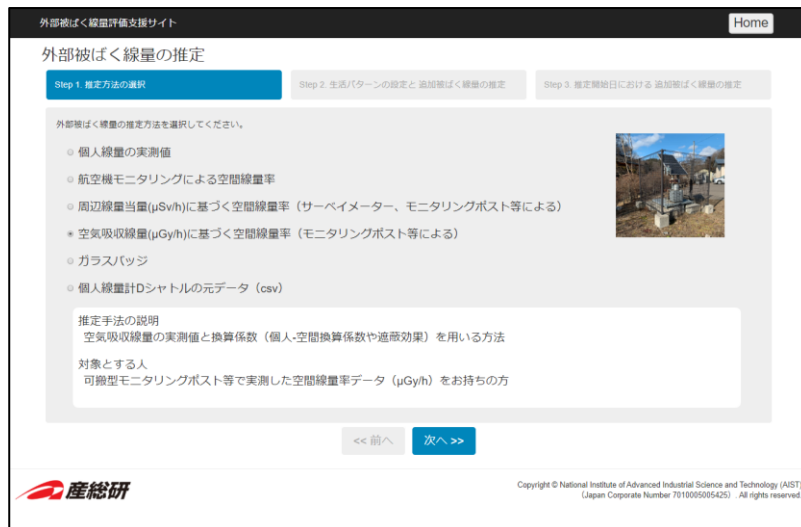 外部被ばく線量評価支援サイト
Home
外部被ばく線量の推定
Step 1. 推定方法の選択
Step 2. 生活パターンの設定と 追加被ばく線量の推定
Step 3. 推定開始日における 追加被ばく線量の推定
外部被ばく線量の推定方法を選択してください。
個人線量の実測値
航空機モニタリングによる空間線量率
周辺線量当量(μSv/h)に基づく空間線量率（サーベイメーター、モニタリングポスト等による）
空気吸収線量(μGy/h)に基づく空間線量率（モニタリングポスト等による）
ガラスバッジ
個人線量計Dシャトルの元データ（csv）
推定手法の説明
空気吸収線量の実測値と換算係数（個人-空間換算係数や遮蔽効果）を用いる方法
対象とする人
可搬型モニタリングポスト等で実測した空間線量率データ（μGy/h）をお持ちの方
<< 前へ
次へ >>
産総研
Copyright © National Institute of Advanced Industrial Science and Technology (AIST)
（Japan Corporate Number 7010005005425）. All rights reserved.